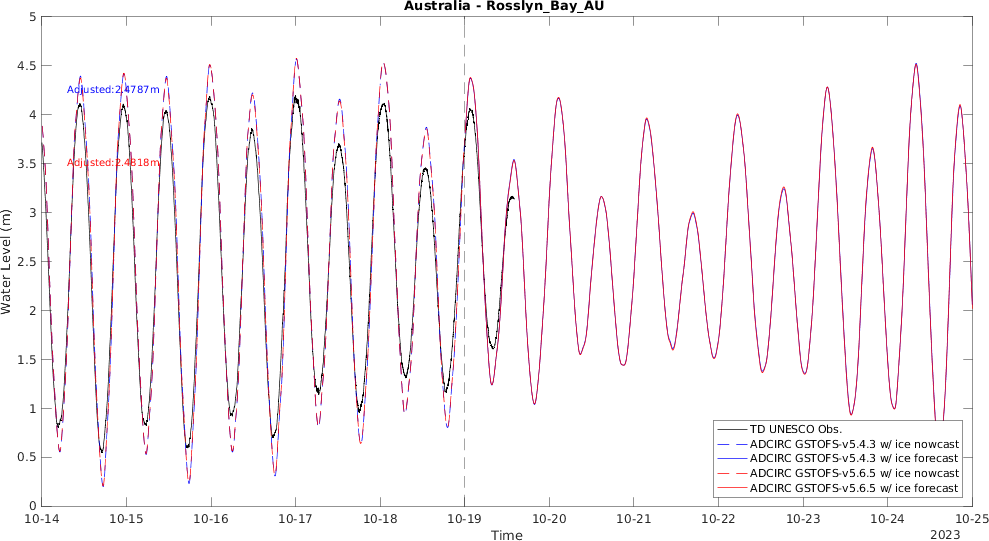 Australia - Rosslyn_Bay_AU
5
4.5
4
3.5
3
2.5
2
1.5
1
0.5
0
Water Level (m)
Adjusted:2.4787m
Adjusted:2.4818m
TD UNESCO Obs.
ADCIRC GSTOFS-v5.4.3 w/ ice nowcast
ADCIRC GSTOFS-v5.4.3 w/ ice forecast
ADCIRC GSTOFS-v5.6.5 w/ ice nowcast
ADCIRC GSTOFS-v5.6.5 w/ ice forecast
10-14 10-15 10-16 10-17 10-18 10-19 10-20 10-21 10-22 10-23 10-24 10-25
Time
2023